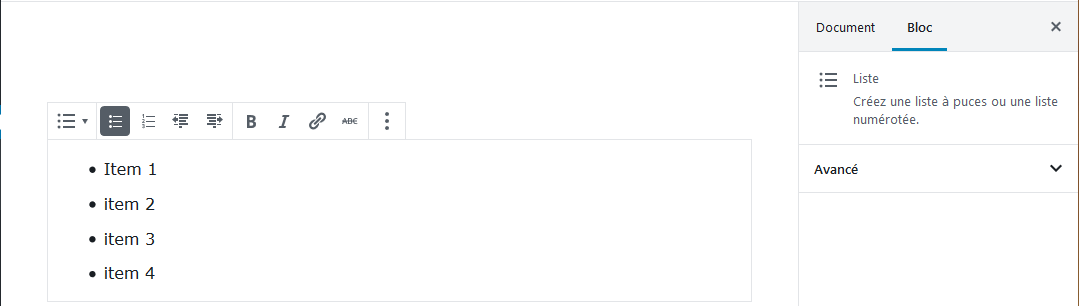 Document Bloc
Liste
Créez une liste à puces ou une liste
numérotée.
Avancé
B I ABC
• Item 1
• item 2
• item 3
• item 4